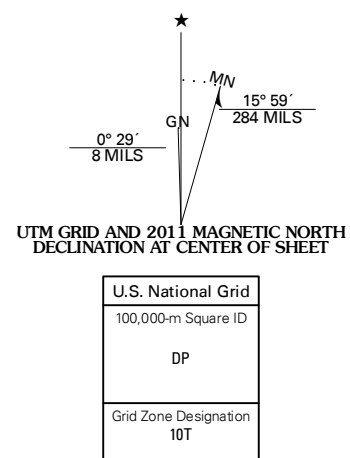 ★
MN
15° 59´
284 MILS
GN
0° 29´
8 MILS
UTM GRID AND 2011 MAGNETIC NORTH
DECLINATION AT CENTER OF SHEET
U.S. National Grid
100,000-m Square ID
DP
Grid Zone Designation
10T